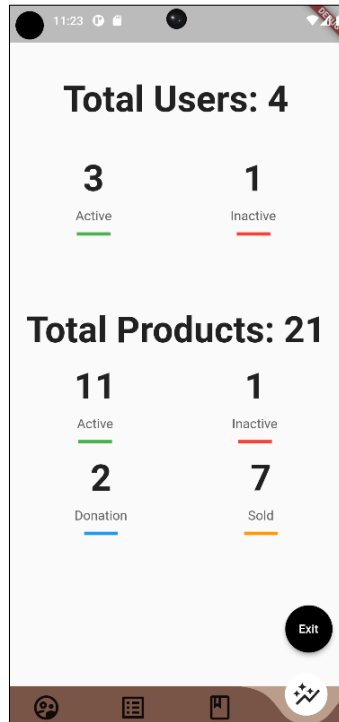 11:23
Total Users: 4
3 1
Active Inactive
Total Products: 21
11 1
Active Inactive
2 7
Donation Sold
Exit